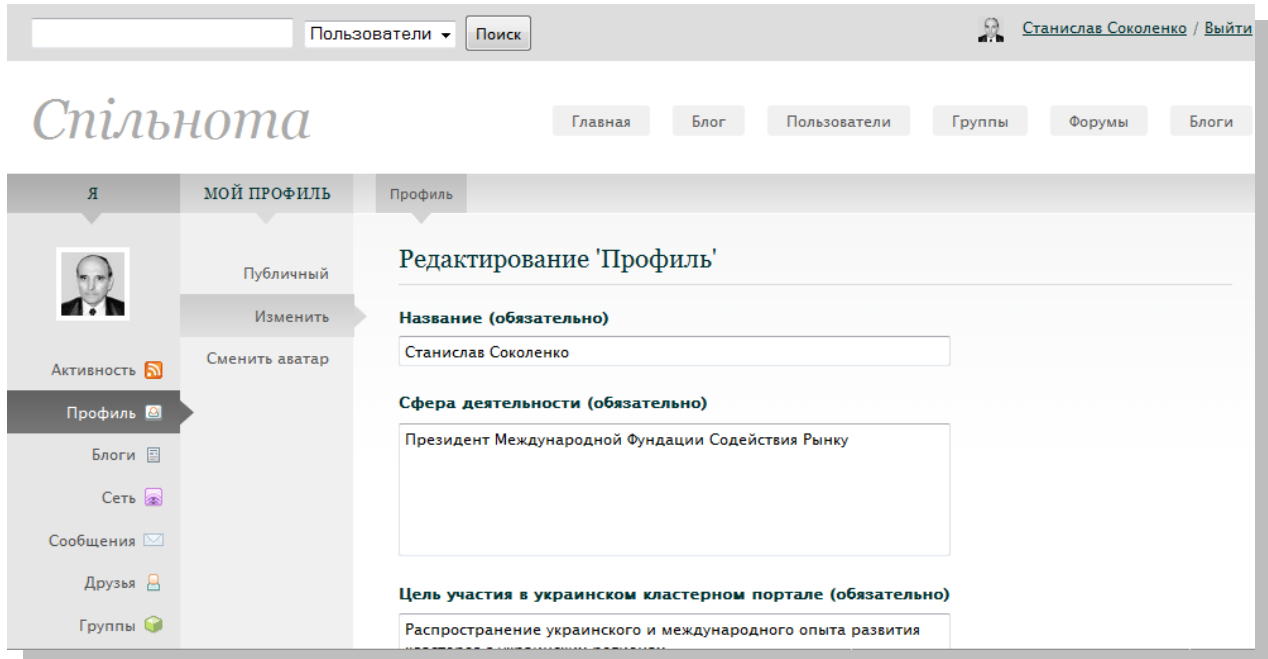 Пользователи
Поиск
Станислав Соколенко / Выйти
Спільнота
Главная
Блог
Пользователи
Группы
Форумы
Блоги
Я
МОЙ ПРОФИЛЬ
Профиль
Публичный
Изменить
Сменить аватар
Активность
Профиль
Блоги
Сеть
Сообщения
Друзья
Группы
Редактирование 'Профиль'
Название (обязательно)
Станислав Соколенко
Сфера деятельности (обязательно)
Президент Международной Фундации Содействия Рынку
Цель участия в украинском кластерном портале (обязательно)
Распространение украинского и международного опыта развития